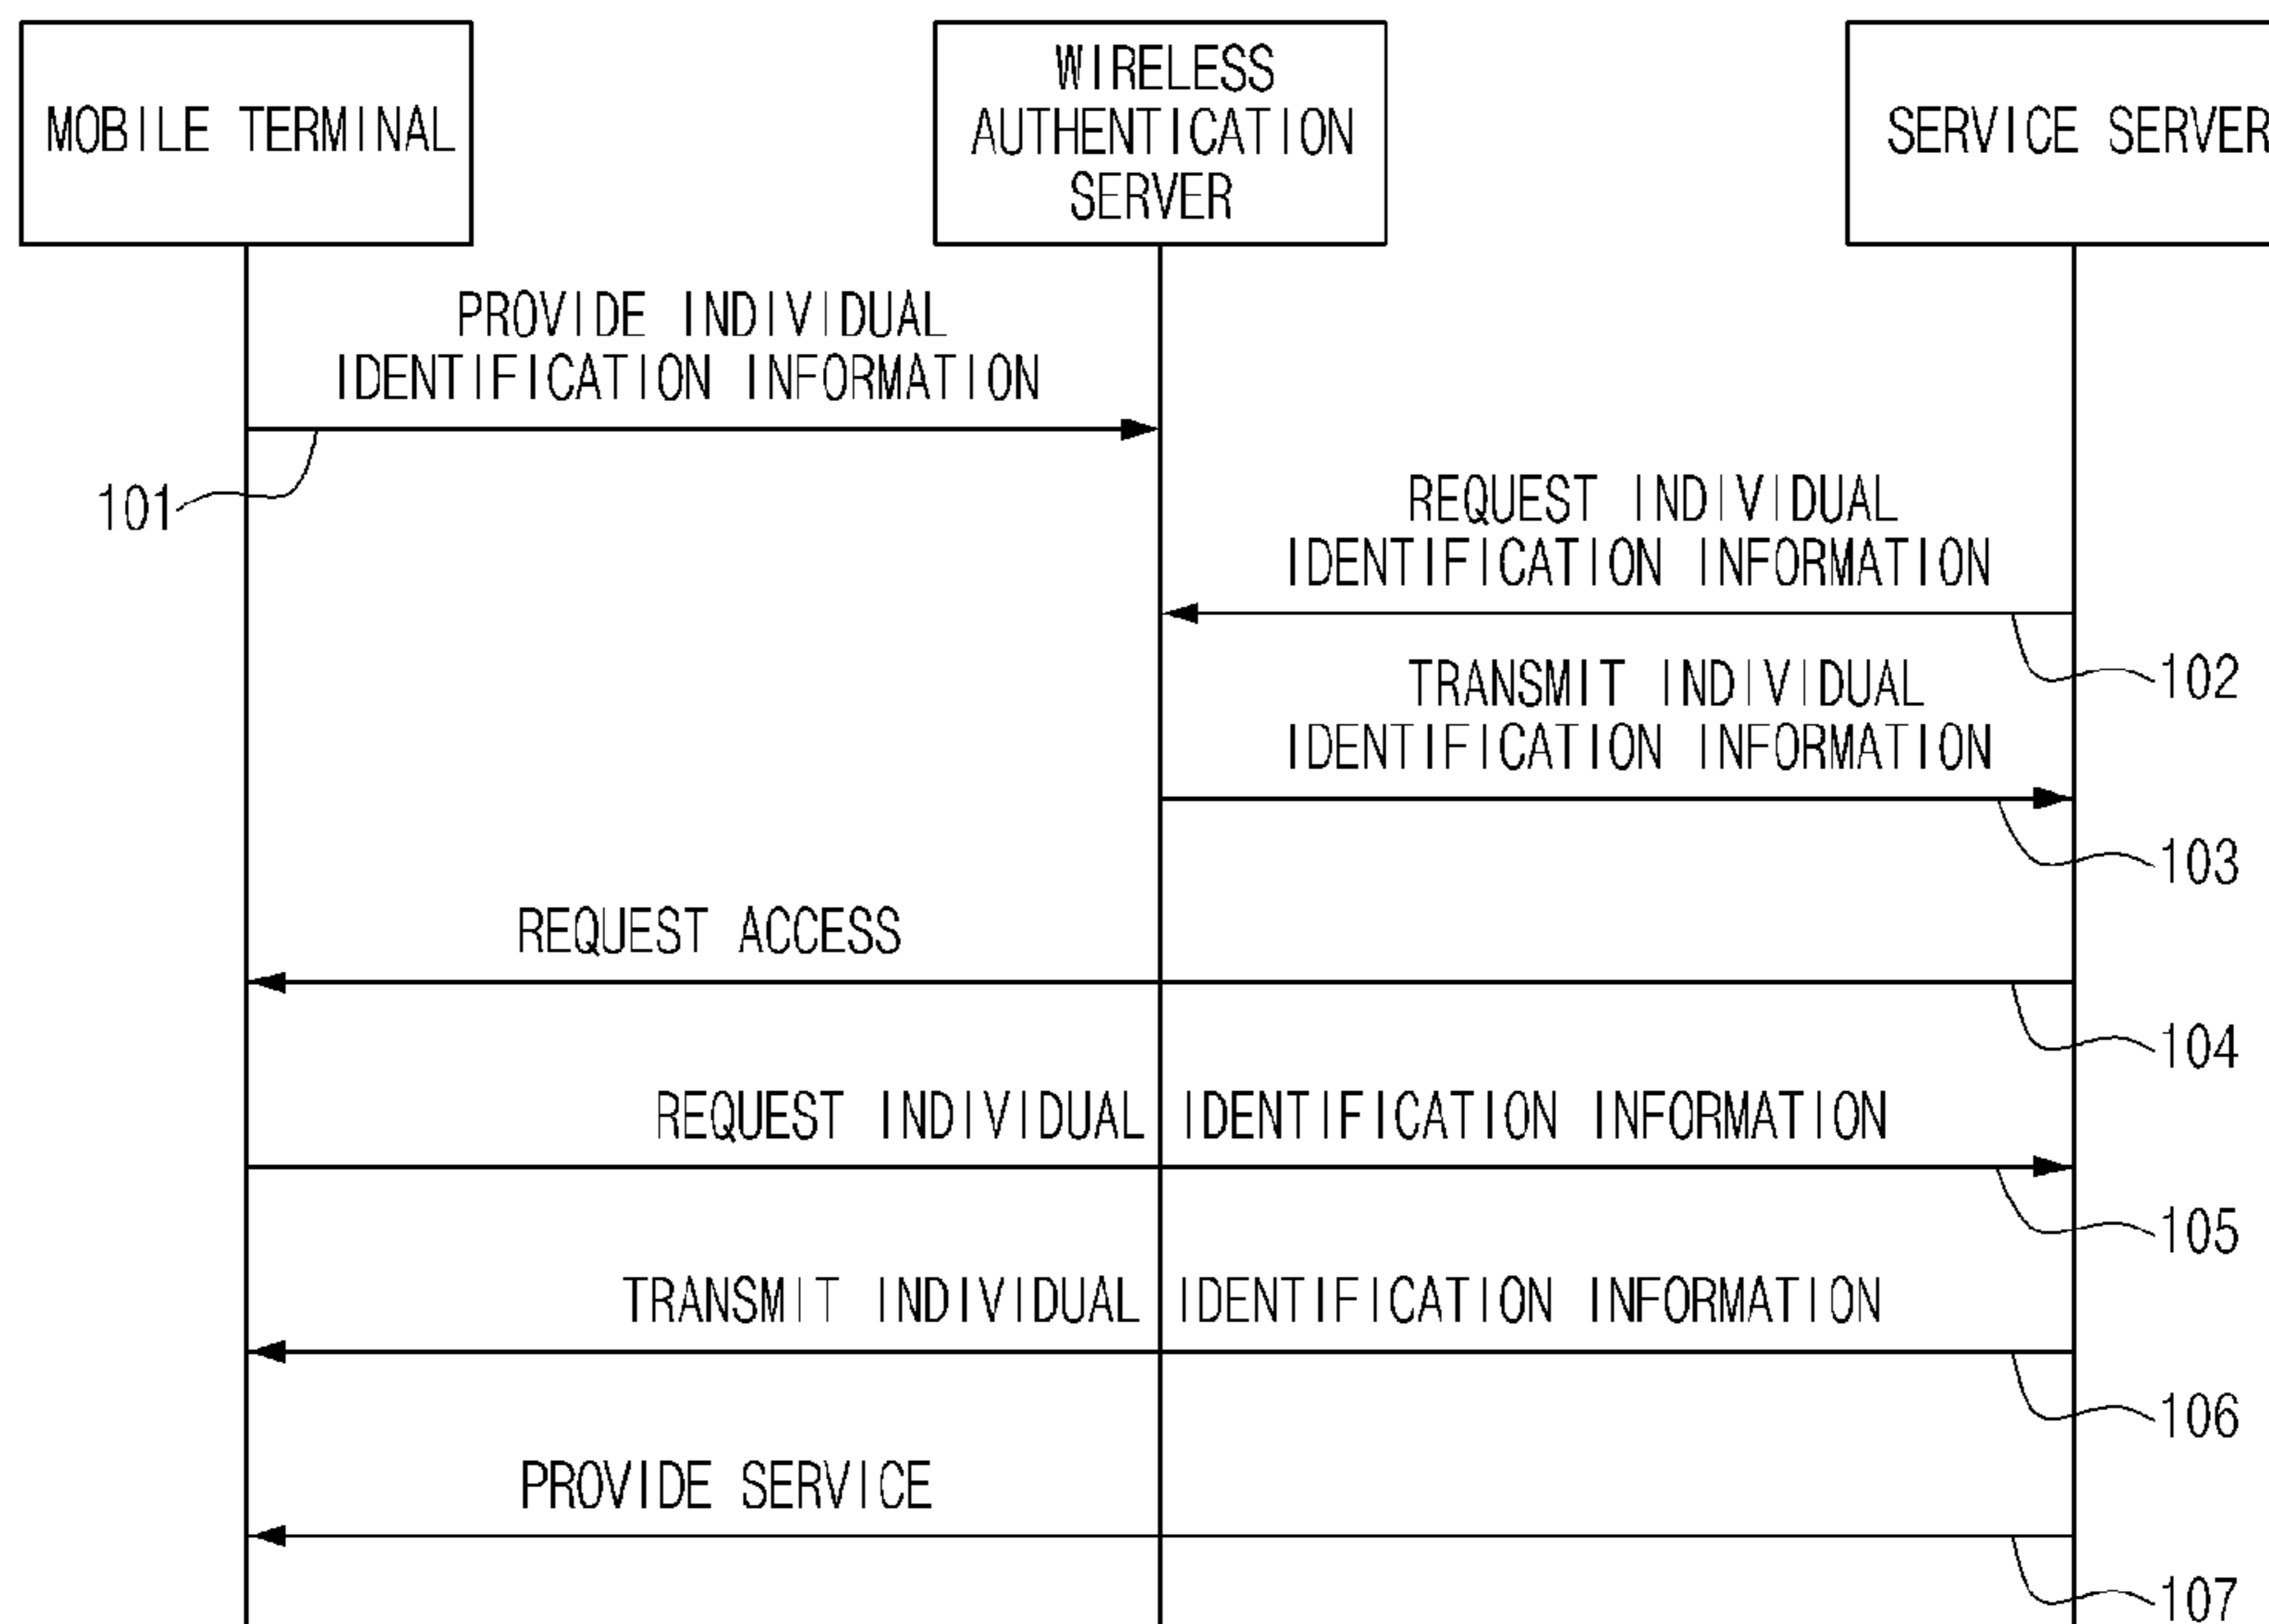 MOBILE TERMINAL
WIRELESS
AUTHENTICATION
SERVER
SERVICE SERVER
PROVIDE INDIVIDUAL
IDENTIFICATION INFORMATION
101
REQUEST INDIVIDUAL
IDENTIFICATION INFORMATION
102
TRANSMIT INDIVIDUAL
IDENTIFICATION INFORMATION
103
REQUEST ACCESS
104
REQUEST INDIVIDUAL IDENTIFICATION INFORMATION
105
TRANSMIT INDIVIDUAL IDENTIFICATION INFORMATION
106
PROVIDE SERVICE
107